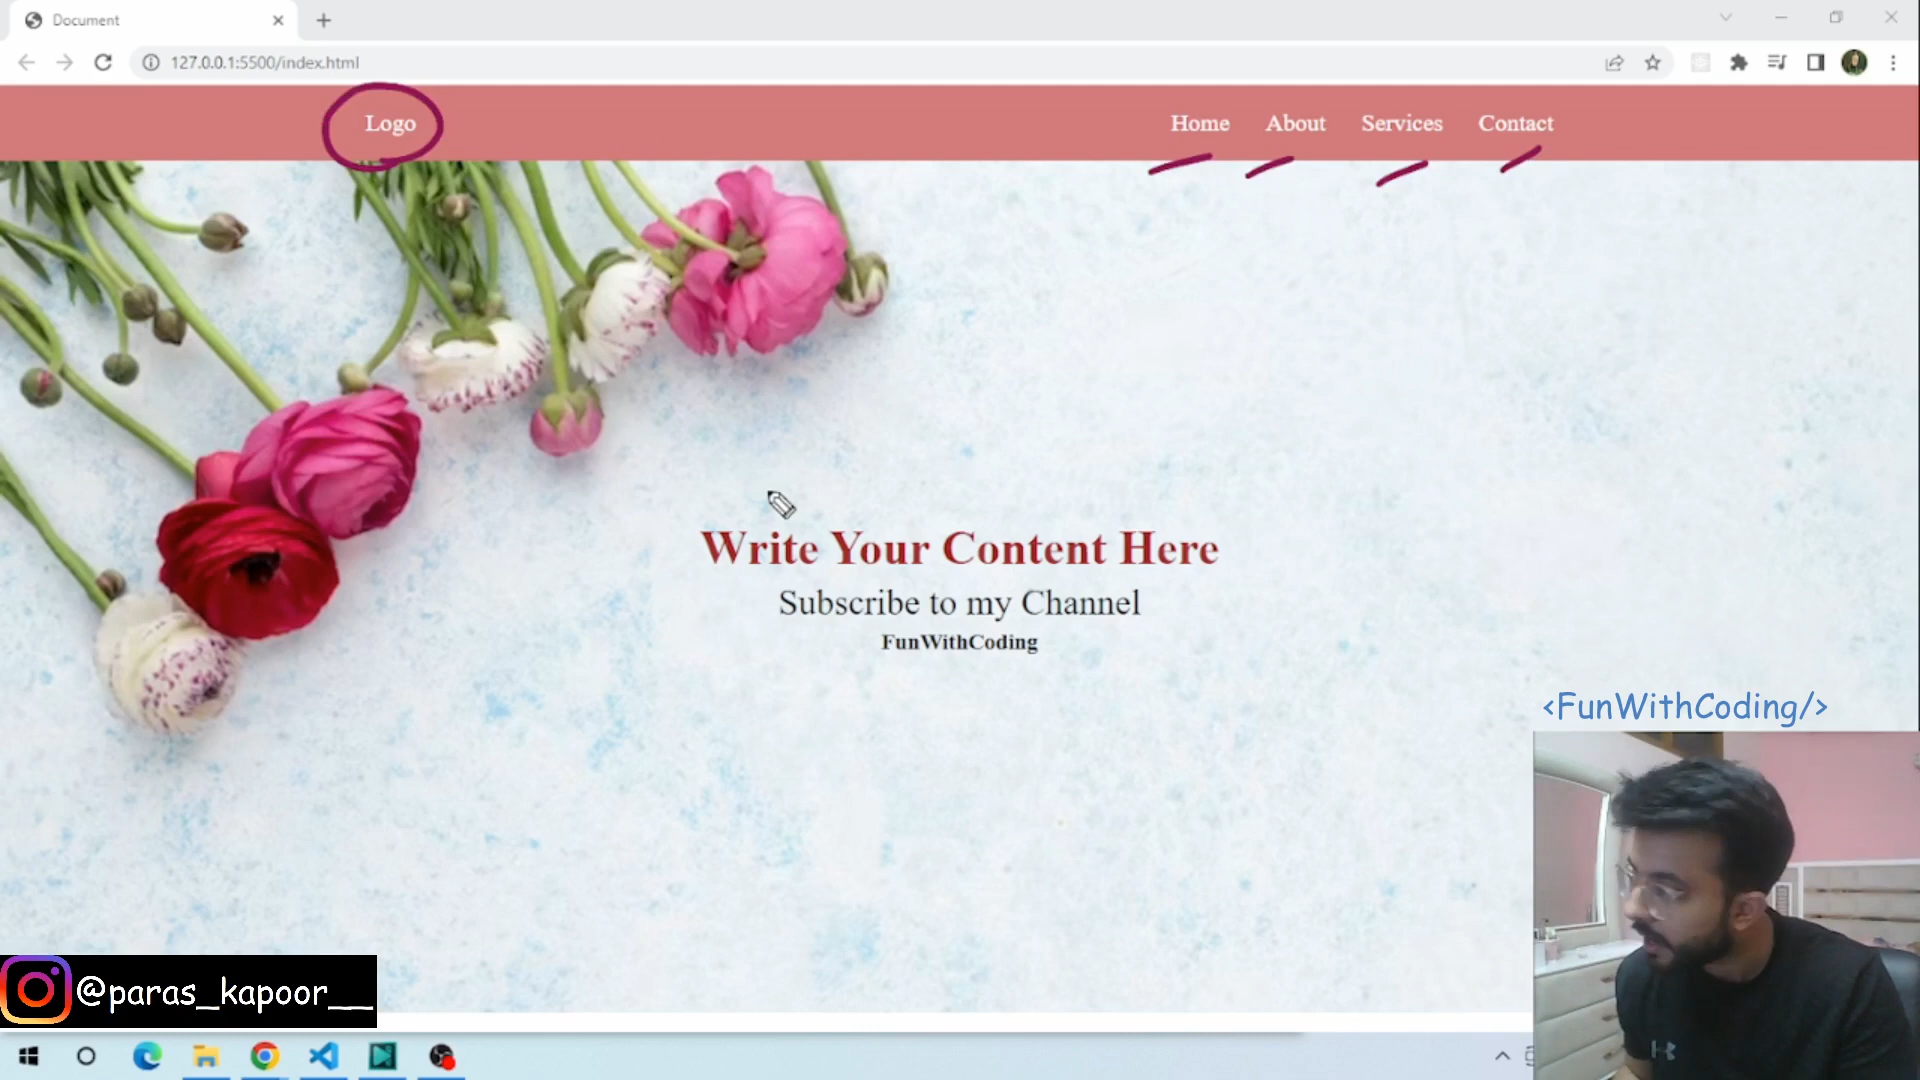 Document
127.0.0.1:5500/index.html
Logo
Home About Services Contact
Write Your Content Here
Subscribe to my Channel
FunWithCoding
<FunWithCoding/>
@paras_kapoor__